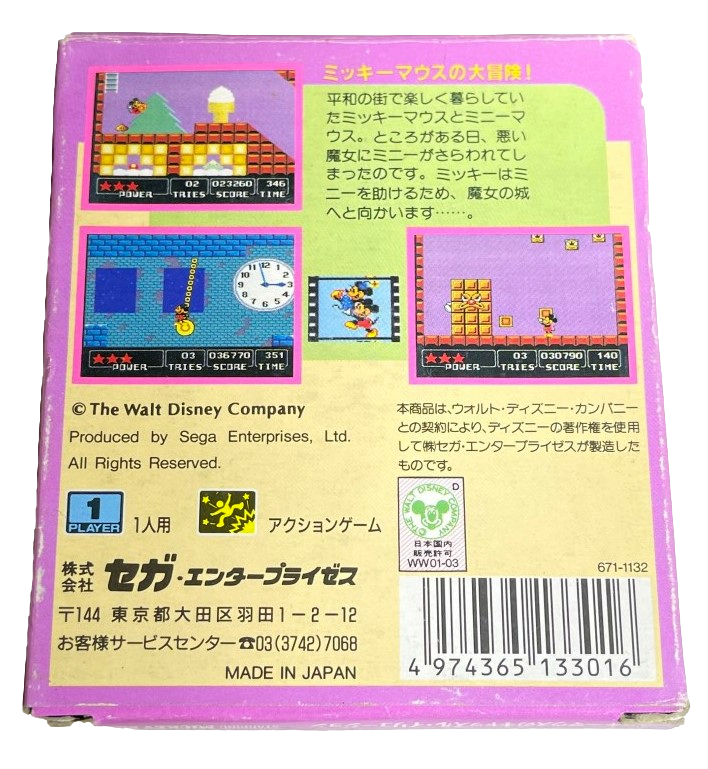 ミッキーマウスの大冒険!
平和の街で楽しく暮らしてい
たミッキーマウスとミニーマ
ウス。ところがある日、悪い
魔女にミニーがさらわれてし
まったのです。ミッキーはミ
ニーを助けるため、魔女の城
へと向かいます……。
POWER 02 TRIES 023260 SCORE 346 TIME
POWER 03 TRIES 036770 SCORE 351 TIME
POWER 03 TRIES 030790 SCORE 140 TIME
© The Walt Disney Company
Produced by Sega Enterprises, Ltd.
All Rights Reserved.
本商品は、ウォルト・ディズニー・カンパニー
との契約により、ディズニーの著作権を使用
して㈱セガ・エンタープライゼスが製造した
ものです。
1 PLAYER 1人用 アクションゲーム
D
©THE WALT DISNEY COMPANY
日本国内
販売許可
WW01-03
671-1132
株式会社 セガ・エンタープライゼス
〒144 東京都大田区羽田1-2-12
お客様サービスセンター☎03(3742)7068
MADE IN JAPAN
4 974365 133016